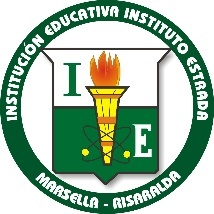 INSTITUCIÓN EDUCATIVA INSTITUTO ESTRADA
I
E
MARSELLA - RISARALDA